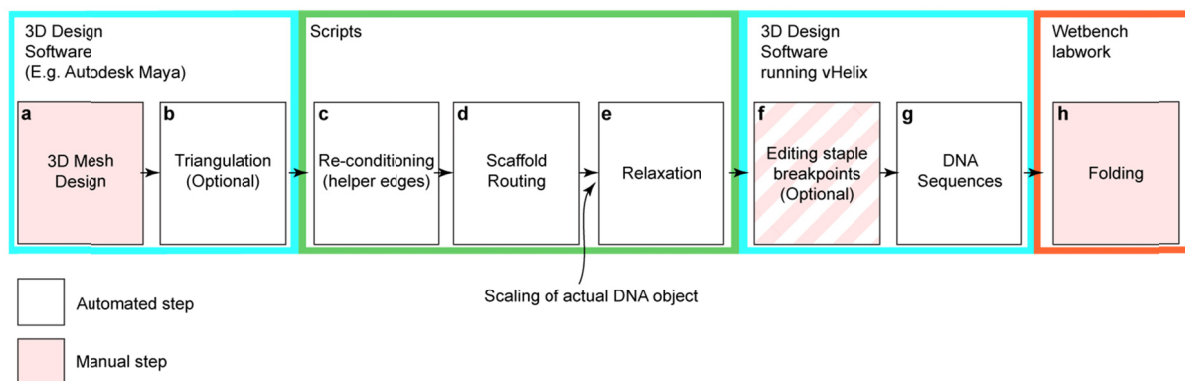 3D Design
Software
(E.g. Autodesk Maya)
Scripts
3D Design
Software
running vHelix
Wetbench
labwork
a
3D Mesh
Design
b
Triangulation
(Optional)
c
Re-conditioning
(helper edges)
d
Scaffold
Routing
e
Relaxation
f
Editing staple
breakpoints
(Optional)
g
DNA
Sequences
h
Folding
Scaling of actual DNA object
Automated step
Manual step